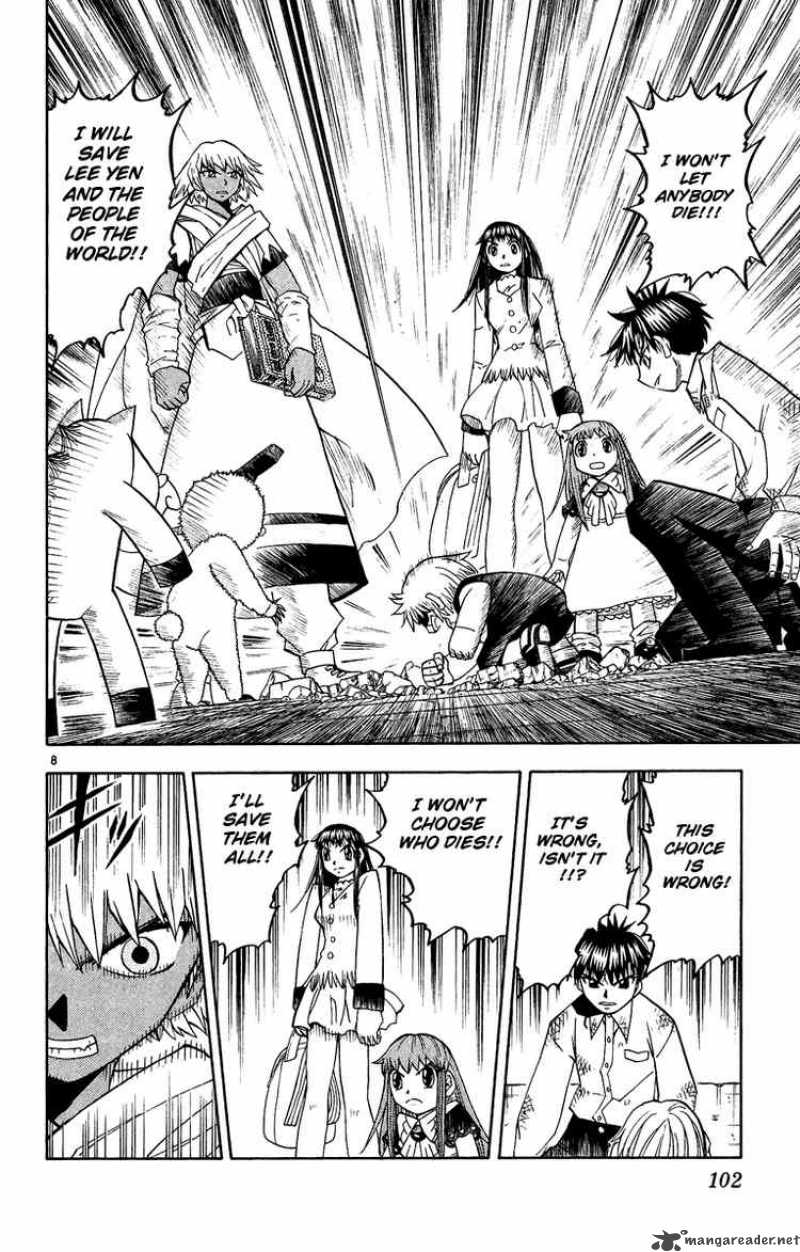 I WON'T
LET
ANYBODY
DIE!!!
I WILL
SAVE
LEE YEN
AND THE
PEOPLE
OF THE
WORLD!!
8
THIS
CHOICE
IS
WRONG!
IT'S
WRONG,
ISN'T IT
!!?
I WON'T
CHOOSE
WHO DIES!!
I'LL
SAVE
THEM
ALL!!
102
mangareader.net